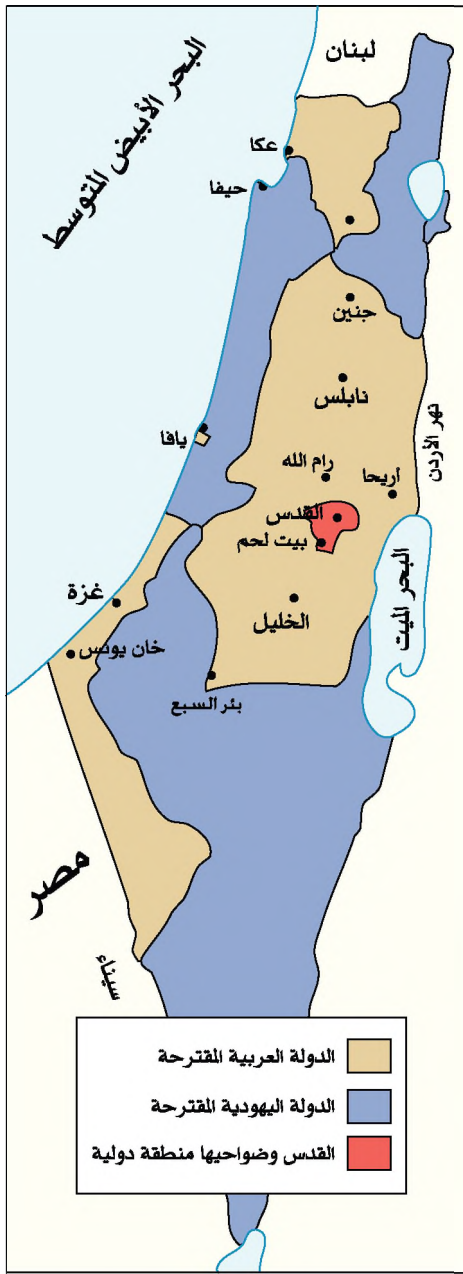 لبنان
البحر الأبيض المتوسط
عكا
حيفا
جنين
نابلس
يافا
رام الله
اريحا
نهر الأردن
القدس
بيت لحم
البحر الميت
غزة
الخليل
خان يونس
بئر السبع
مصر
سيناء
الدولة العربية المقترحة
الدولة اليهودية المقترحة
القدس وضواحيها منطقة دولية